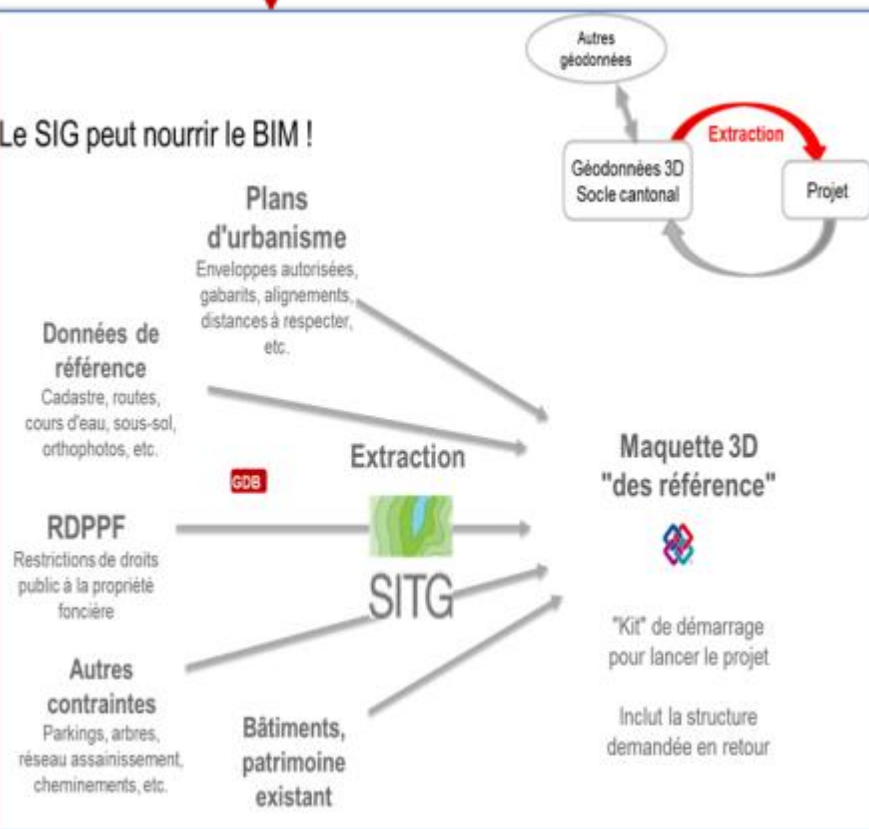 Autres
géodonnées
Le SIG peut nourrir le BIM !
Extraction
Géodonnées 3D
Socle cantonal
Projet
Plans
d'urbanisme
Enveloppes autorisées,
gabarits, alignements,
distances à respecter,
etc.
Données de
référence
Cadastre, routes,
cours d'eau, sous-sol,
orthophotos, etc.
Extraction
GDB
SITG
RDPPF
Restrictions de droits
public à la propriété
foncière
Autres
contraintes
Parkings, arbres,
réseau assainissement,
cheminements, etc.
Bâtiments,
patrimoine
existant
Maquette 3D
"des référence"
"Kit" de démarrage
pour lancer le projet
Inclut la structure
demandée en retour